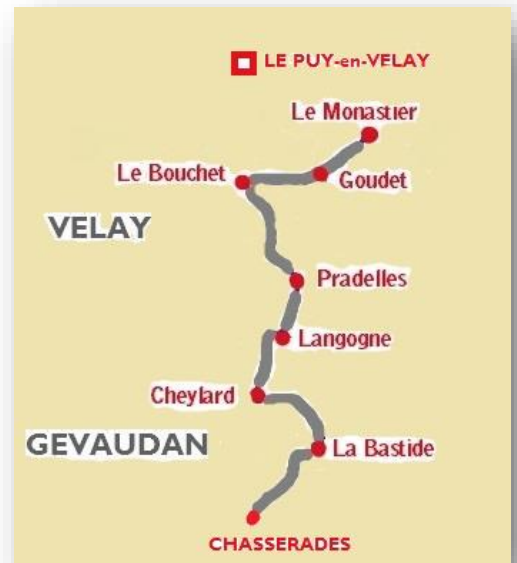 LE PUY-en-VELAY
Le Monastier
Le Bouchet
Goudet
VELAY
Pradelles
Langogne
Cheylard
GEVAUDAN
La Bastide
CHASSERADES